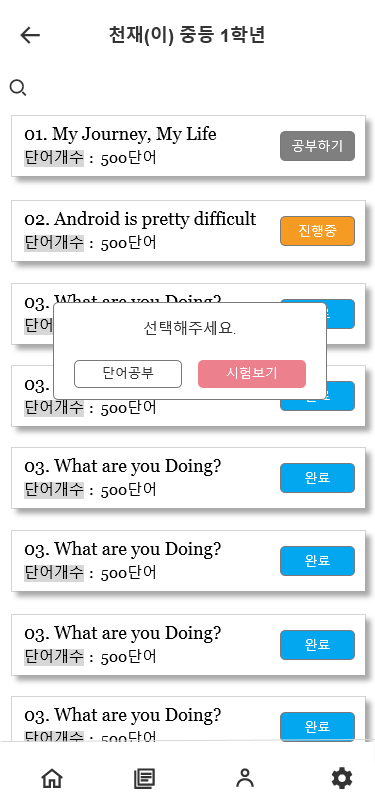 천재(이) 중등 1학년
01. My Journey, My Life
단어개수 : 500단어
공부하기
02. Android is pretty difficult
단어개수 : 500단어
진행중
03. What are you Doing?
단어
선택해주세요.
단어공부
시험보기
03.
단어개수 : 500단어
03. What are you Doing?
단어개수 : 500단어
완료
03. What are you Doing?
단어개수 : 500단어
완료
03. What are you Doing?
단어개수 : 500단어
완료
03. What are you Doing?
단어개수 : 500단어
완료